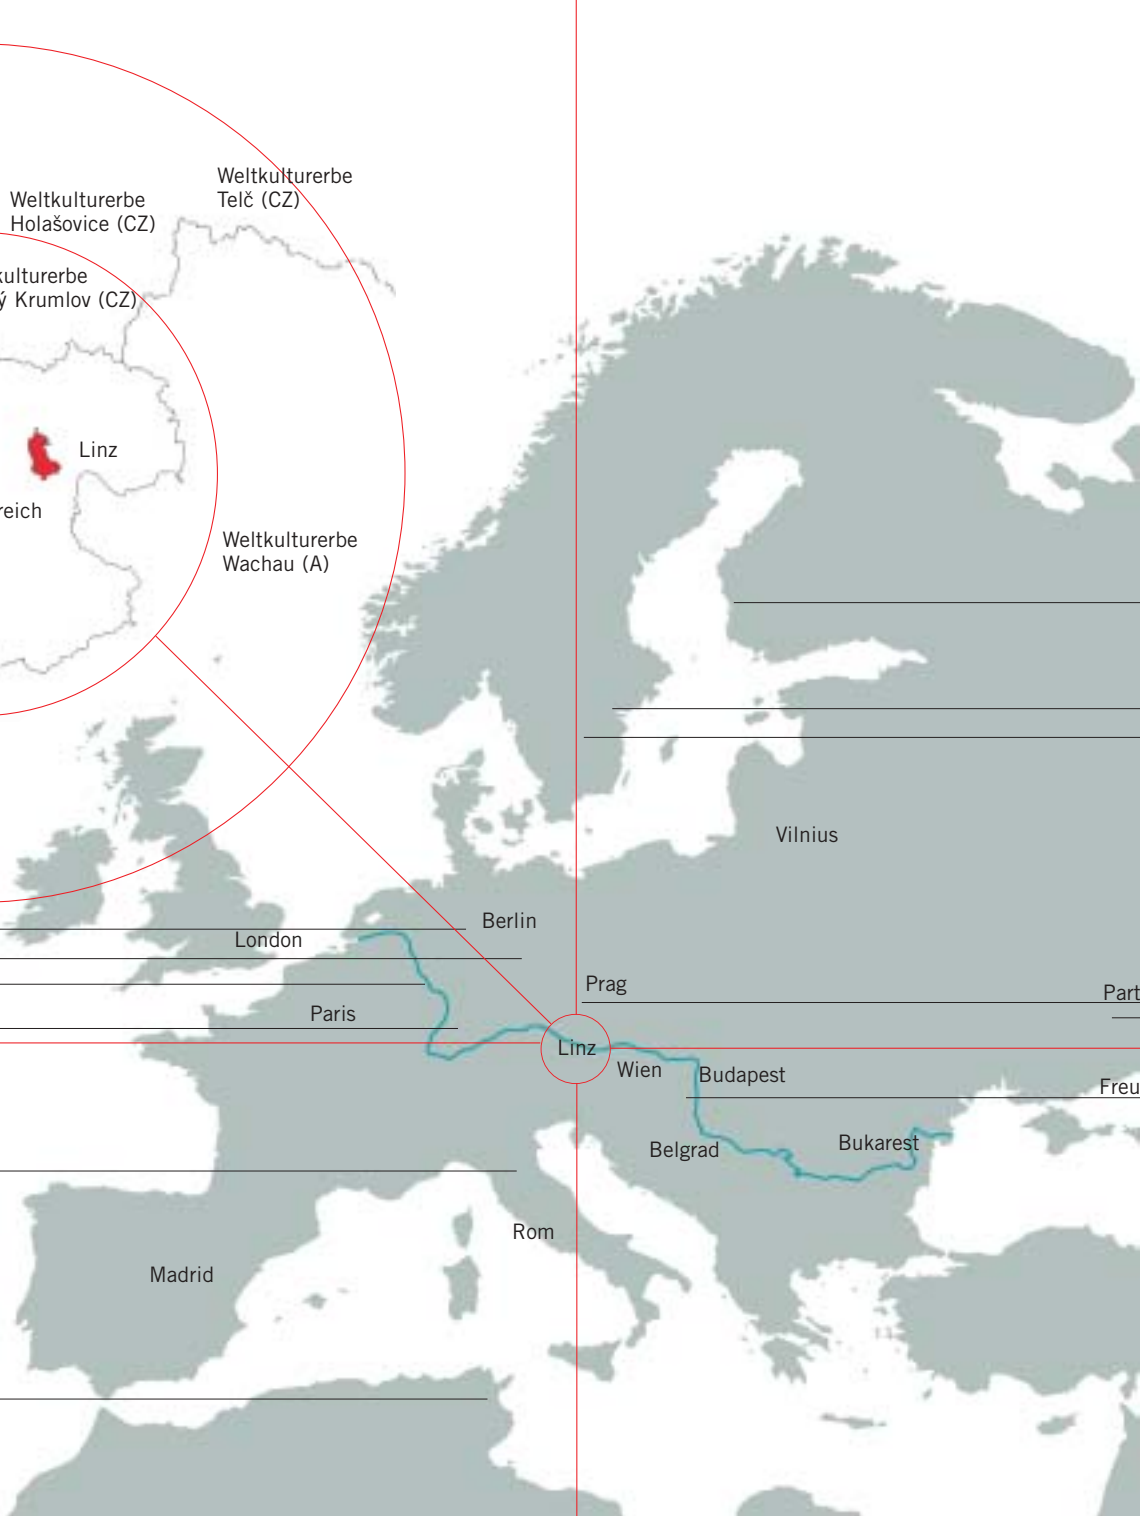 Weltkulturerbe
Telč (CZ)
Weltkulturerbe
Holašovice (CZ)
kulturerbe
ý Krumlov (CZ)
Linz
reich
Weltkulturerbe
Wachau (A)
Vilnius
Berlin
London
Prag
Part
Paris
Linz
Wien
Budapest
Freu
Belgrad
Bukarest
Rom
Madrid